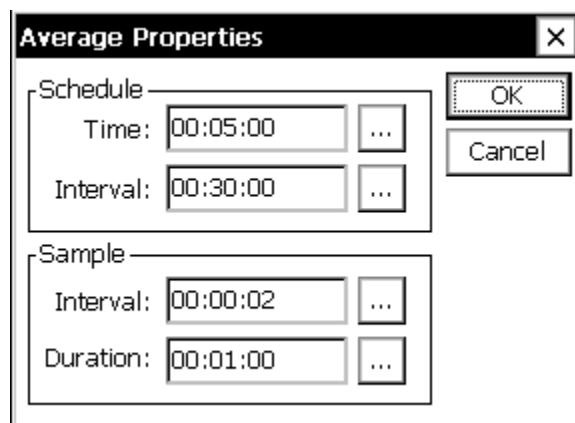 Average Properties
Schedule
Time: 00:05:00 ...
Interval: 00:30:00 ...
Sample
Interval: 00:00:02 ...
Duration: 00:01:00 ...
OK
Cancel